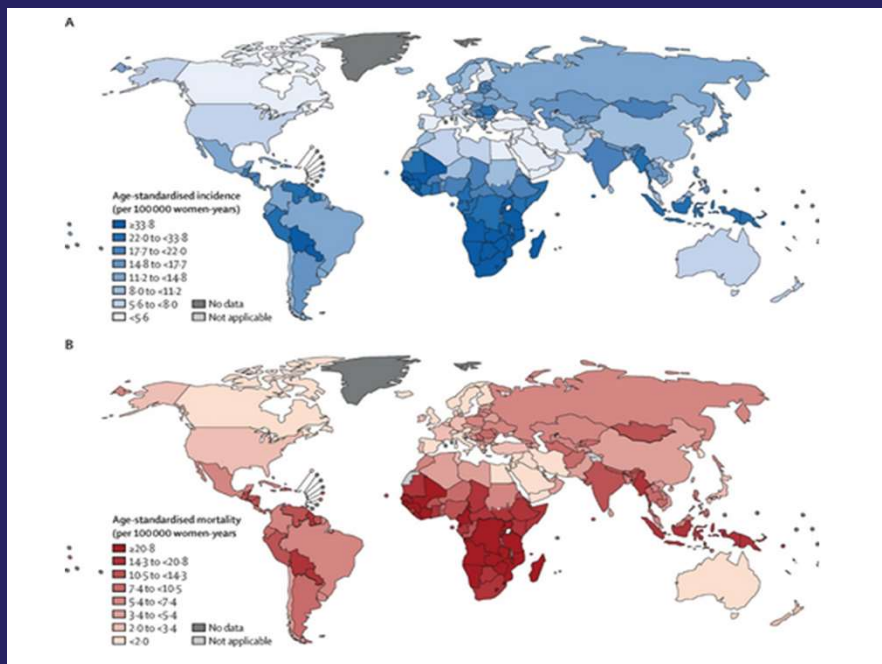 A
Age-standardised incidence
(per 100 000 women-years)
≥33·8
22·0 to <33·8
17·7 to <22·0
14·8 to <17·7
11·2 to <14·8
8·0 to <11·2
5·6 to <8·0
<5·6
No data
Not applicable
B
Age-standardised mortality
(per 100 000 women-years
≥20·8
14·3 to <20·8
10·5 to <14·3
7·4 to <10·5
5·4 to <7·4
3·4 to <5·4
2·0 to <3·4
<2·0
No data
Not applicable